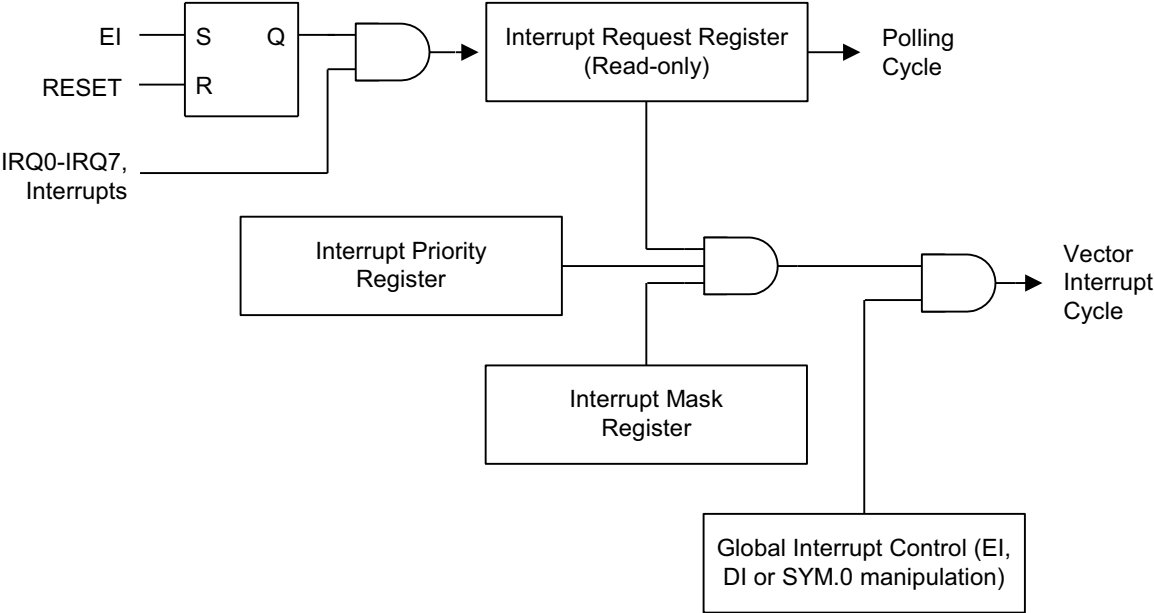 EI
S
Q
RESET
R
IRQ0-IRQ7,
Interrupts
Interrupt Request Register
(Read-only)
Polling
Cycle
Interrupt Priority
Register
Vector
Interrupt
Cycle
Interrupt Mask
Register
Global Interrupt Control (EI,
DI or SYM.0 manipulation)